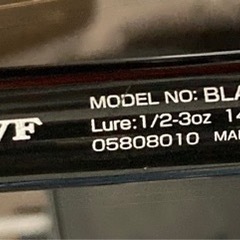 VF
MODEL NO: BLA
Lure:1/2-3oz 14
05808010 MA